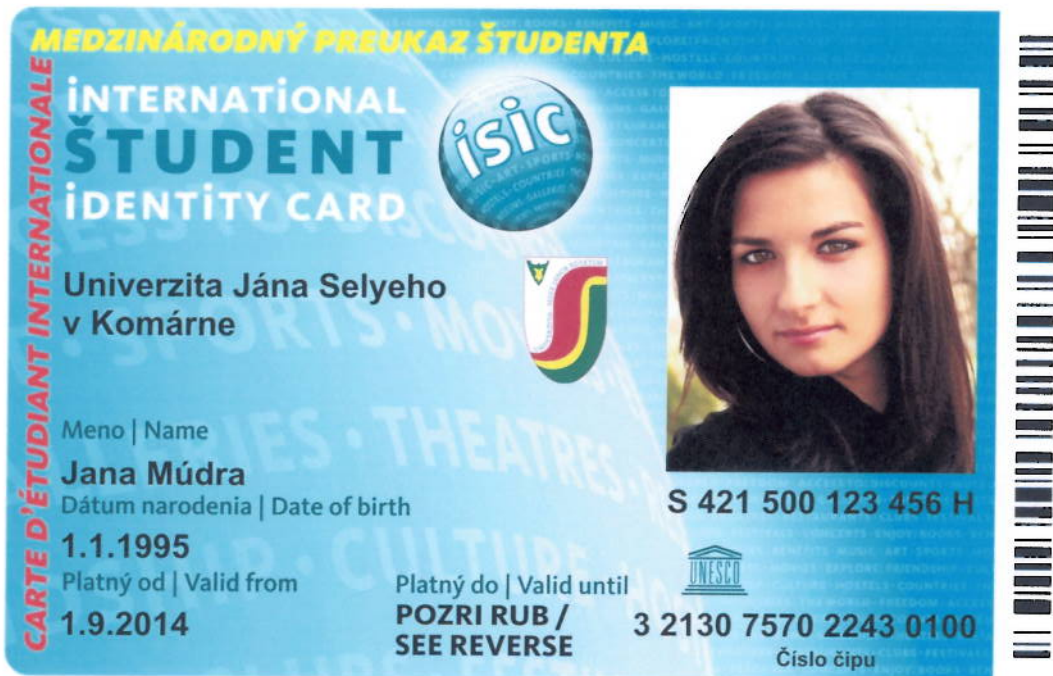 MEDZINÁRODNÝ PREUKAZ ŠTUDENTA
CARTE D'ÉTUDIANT INTERNATIONALE
INTERNATIONAL
ŠTUDENT
IDENTITY CARD
isic
Univerzita Jána Selyeho
v Komárne
Meno | Name
Jana Múdra
Dátum narodenia | Date of birth
1.1.1995
Platný od | Valid from
1.9.2014
Platný do | Valid until
POZRI RUB /
SEE REVERSE
S 421 500 123 456 H
UNESCO
3 2130 7570 2243 0100
Číslo čipu